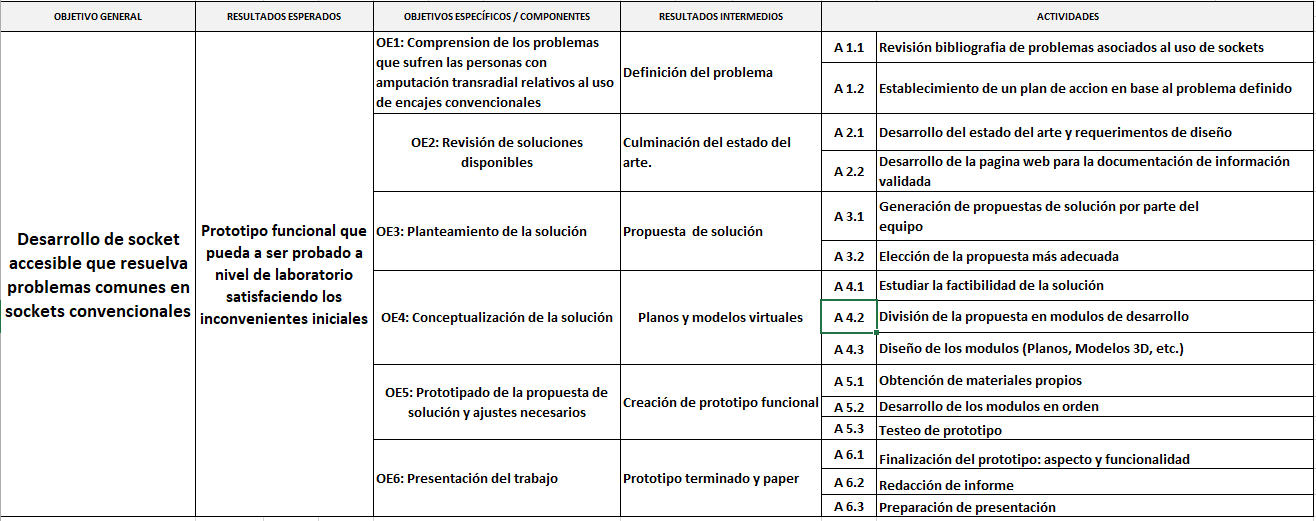 OBJETIVO GENERAL
RESULTADOS ESPERADOS
OBJETIVOS ESPECÍFICOS / COMPONENTES
RESULTADOS INTERMEDIOS
ACTIVIDADES
Desarrollo de socket
accesible que resuelva
problemas comunes en
sockets convencionales
Prototipo funcional que
pueda a ser probado a
nivel de laboratorio
satisfaciendo los
inconvenientes iniciales
OE1: Comprension de los problemas
que sufren las personas con
amputación transradial relativos al uso
de encajes convencionales
Definición del problema
A 1.1 Revisión bibliografia de problemas asociados al uso de sockets
A 1.2 Establecimiento de un plan de accion en base al problema definido
OE2: Revisión de soluciones
disponibles
Culminación del estado del
arte.
A 2.1 Desarrollo del estado del arte y requerimentos de diseño
A 2.2 Desarrollo de la pagina web para la documentación de información
validada
OE3: Planteamiento de la solución
Propuesta de solución
A 3.1 Generación de propuestas de solución por parte del
equipo
A 3.2 Elección de la propuesta más adecuada
OE4: Conceptualización de la solución
Planos y modelos virtuales
A 4.1 Estudiar la factibilidad de la solución
A 4.2 División de la propuesta en modulos de desarrollo
A 4.3 Diseño de los modulos (Planos, Modelos 3D, etc.)
OE5: Prototipado de la propuesta de
solución y ajustes necesarios
Creación de prototipo funcional
A 5.1 Obtención de materiales propios
A 5.2 Desarrollo de los modulos en orden
A 5.3 Testeo de prototipo
OE6: Presentación del trabajo
Prototipo terminado y paper
A 6.1 Finalización del prototipo: aspecto y funcionalidad
A 6.2 Redacción de informe
A 6.3 Preparación de presentación